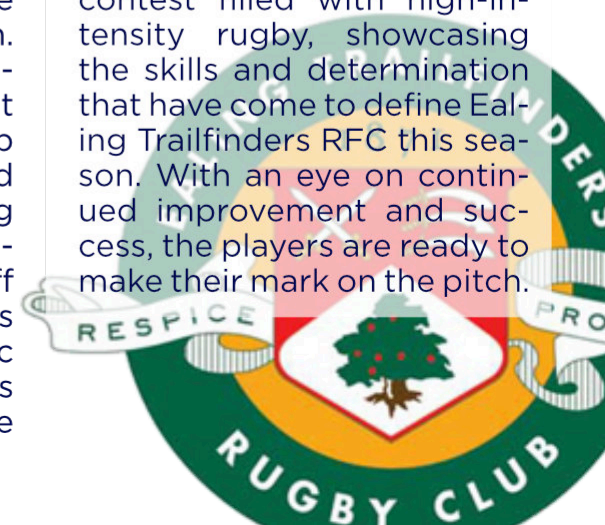 contest filled with high-in-
tensity rugby, showcasing
the skills and determination
that have come to define Eal-
ing Trailfinders RFC this sea-
son. With an eye on contin-
ued improvement and suc-
cess, the players are ready to
make their mark on the pitch.
EALING TRAILFINDERS
RESPICE
PRO
RUGBY CLUB